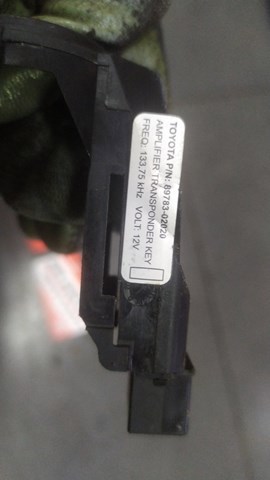 TOYOTA P/N: 89783-02020
AMPLIFIER TRANSPONDER KEY
FREQ: 133,75 kHz VOLT: 12V